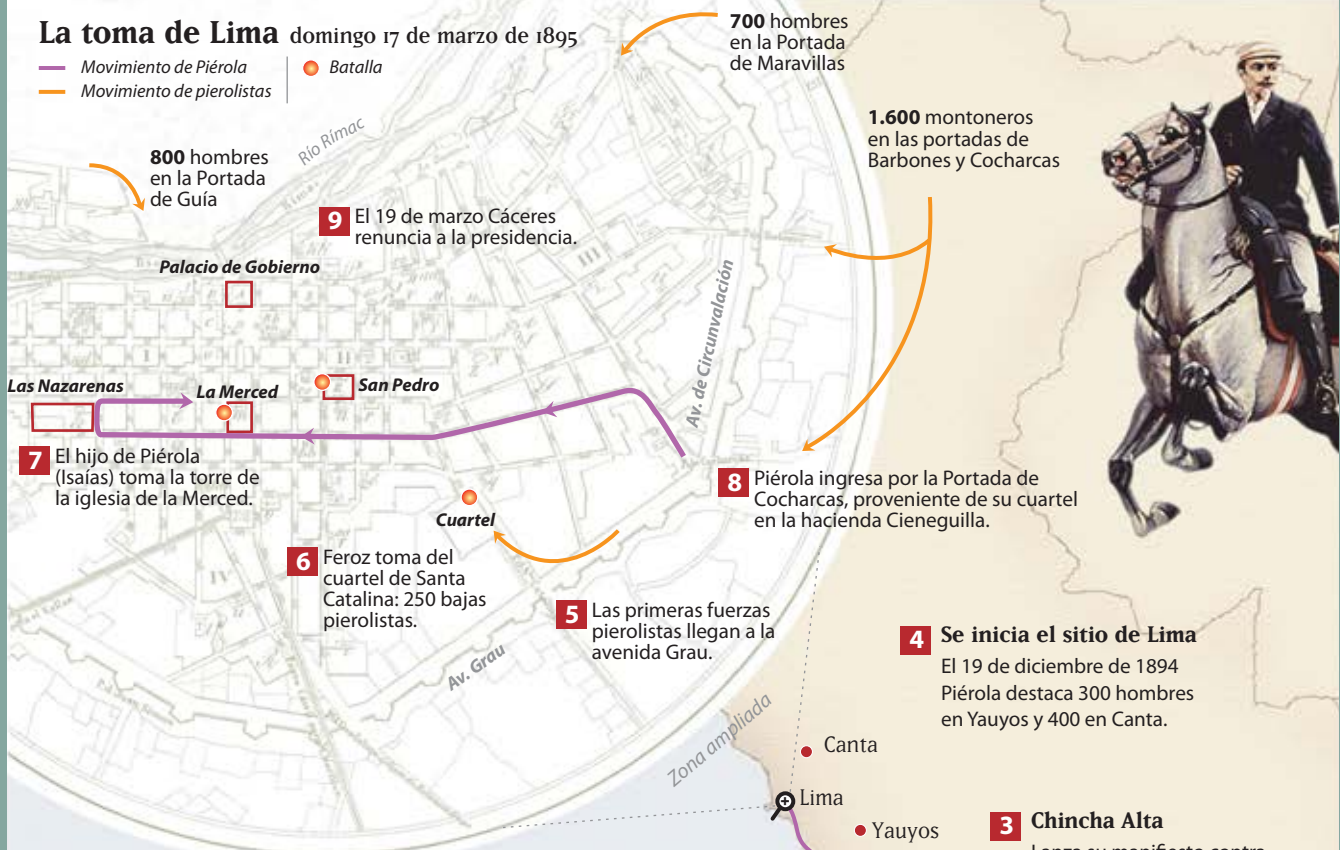 La toma de Lima domingo 17 de marzo de 1895
Movimiento de Piérola
Batalla
Movimiento de pierolistas
700 hombres
en la Portada
de Maravillas
1.600 montoneros
en las portadas de
Barbones y Cocharcas
800 hombres
en la Portada
de Guía
Río Rímac
9 El 19 de marzo Cáceres
renuncia a la presidencia.
Palacio de Gobierno
Av. de Circunvalación
Las Nazarenas
La Merced
San Pedro
7 El hijo de Piérola
(Isaías) toma la torre de
la iglesia de la Merced.
8 Piérola ingresa por la Portada de
Cocharcas, proveniente de su cuartel
en la hacienda Cieneguilla.
Cuartel
6 Feroz toma del
cuartel de Santa
Catalina: 250 bajas
pierolistas.
5 Las primeras fuerzas
pierolistas llegan a la
avenida Grau.
Av. Grau
4 Se inicia el sitio de Lima
El 19 de diciembre de 1894
Piérola destaca 300 hombres
en Yauyos y 400 en Canta.
Zona ampliada
Canta
Lima
Yauyos
3 Chincha Alta
Lanza su manifiesto contra
I
II
III
IV